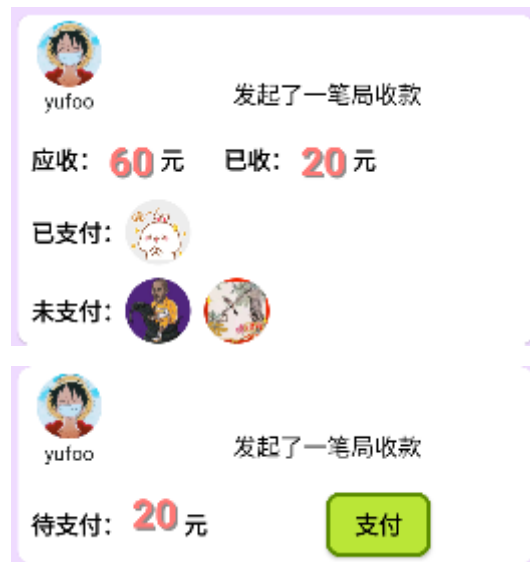 发起了一笔局收款
yufoo
应收：60元 已收：20元
已支付：
未支付：
发起了一笔局收款
yufoo
待支付：20元 支付